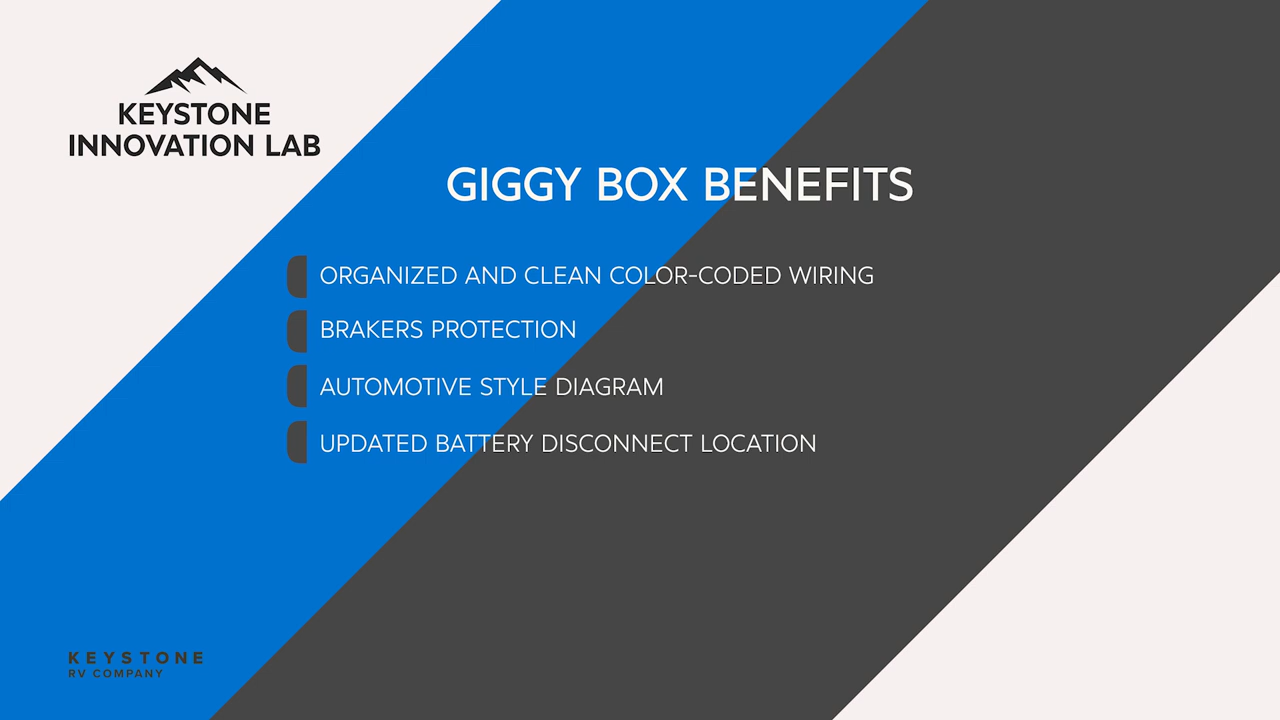 KEYSTONE
INNOVATION LAB
GIGGY BOX BENEFITS
ORGANIZED AND CLEAN COLOR-CODED WIRING
BRAKERS PROTECTION
AUTOMOTIVE STYLE DIAGRAM
UPDATED BATTERY DISCONNECT LOCATION
KEYSTONE
RV COMPANY